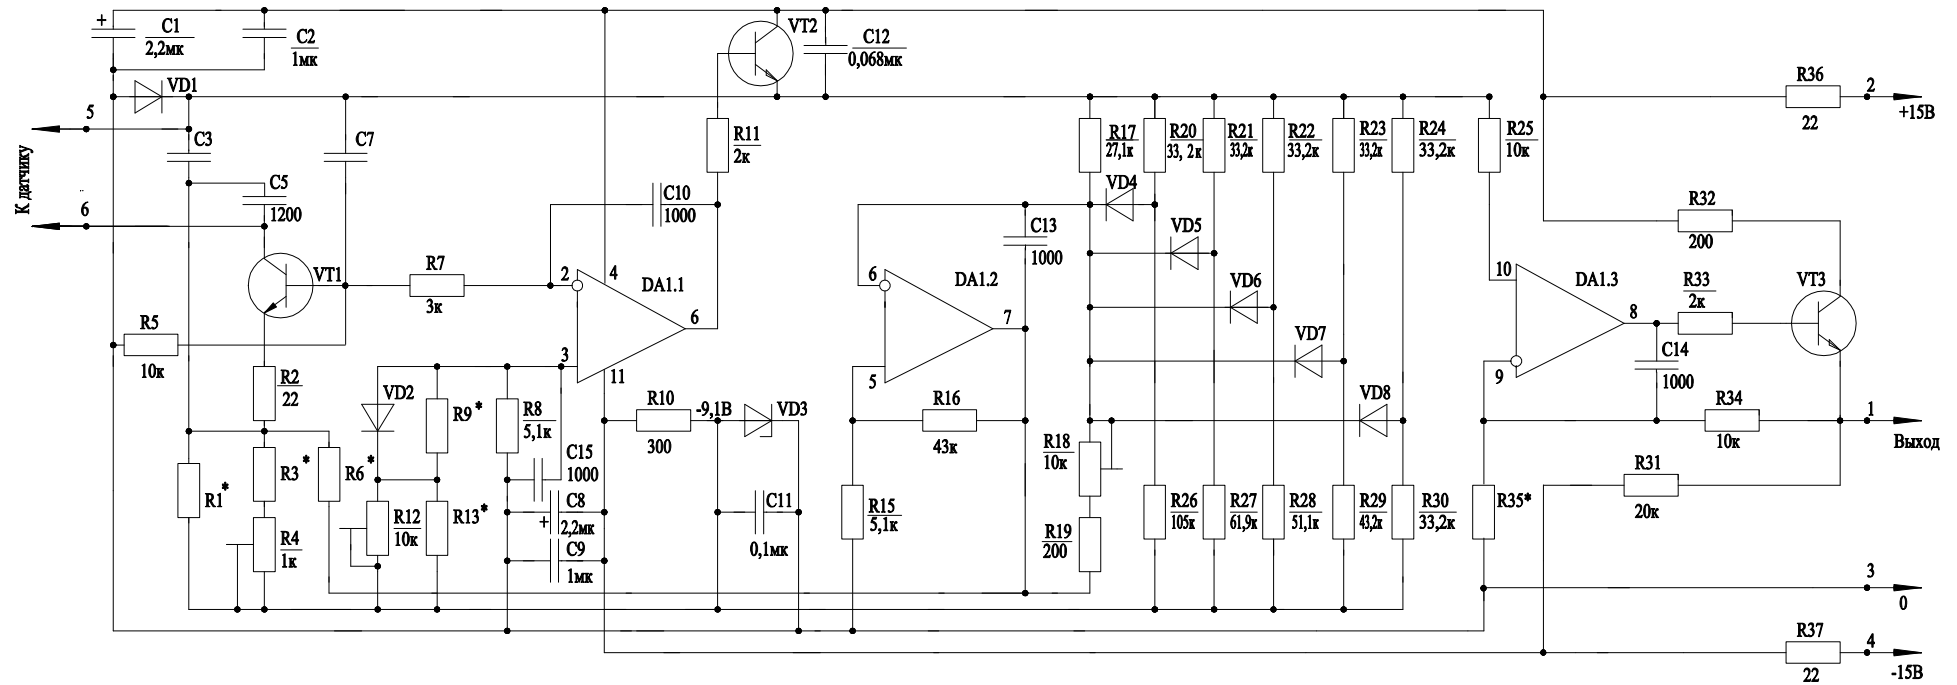 +
C1
2,2мк
C2
1мк
VT2
C12
0,068мк
VD1
5
К датчику
6
C3
C7
C5
1200
VT1
R5
10к
R7
3к
R11
2к
C10
1000
2
4
DA1.1
6
3
11
R2
22
VD2
R9*
R8
5,1к
R10
300
-9,1В
VD3
C15
1000
R1*
R3*
R6*
R4
1к
R12
10к
R13*
C8
+
2,2мк
C9
1мк
C11
0,1мк
6
DA1.2
7
5
C13
1000
R16
43к
R15
5,1к
R17
27,1к
R20
33, 2к
R21
33,2к
R22
33,2к
R23
33,2к
R24
33,2к
R25
10к
VD4
VD5
VD6
VD7
VD8
R18
10к
R19
200
R26
105к
R27
61,9к
R28
51,1к
R29
43,2к
R30
33,2к
10
DA1.3
8
9
R36
22
2
+15В
R32
200
R33
2к
VT3
C14
1000
R34
10к
1
Выход
R31
20к
R35*
3
0
R37
22
4
-15В